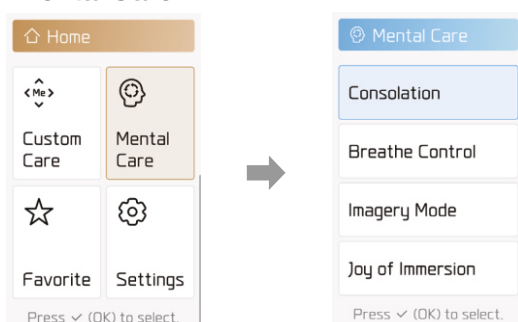 Home
<Me>
Custom
Care
Mental
Care
Favorite
Settings
Press ✓ (OK) to select.
Mental Care
Consolation
Breathe Control
Imagery Mode
Joy of Immersion
Press ✓ (OK) to select.